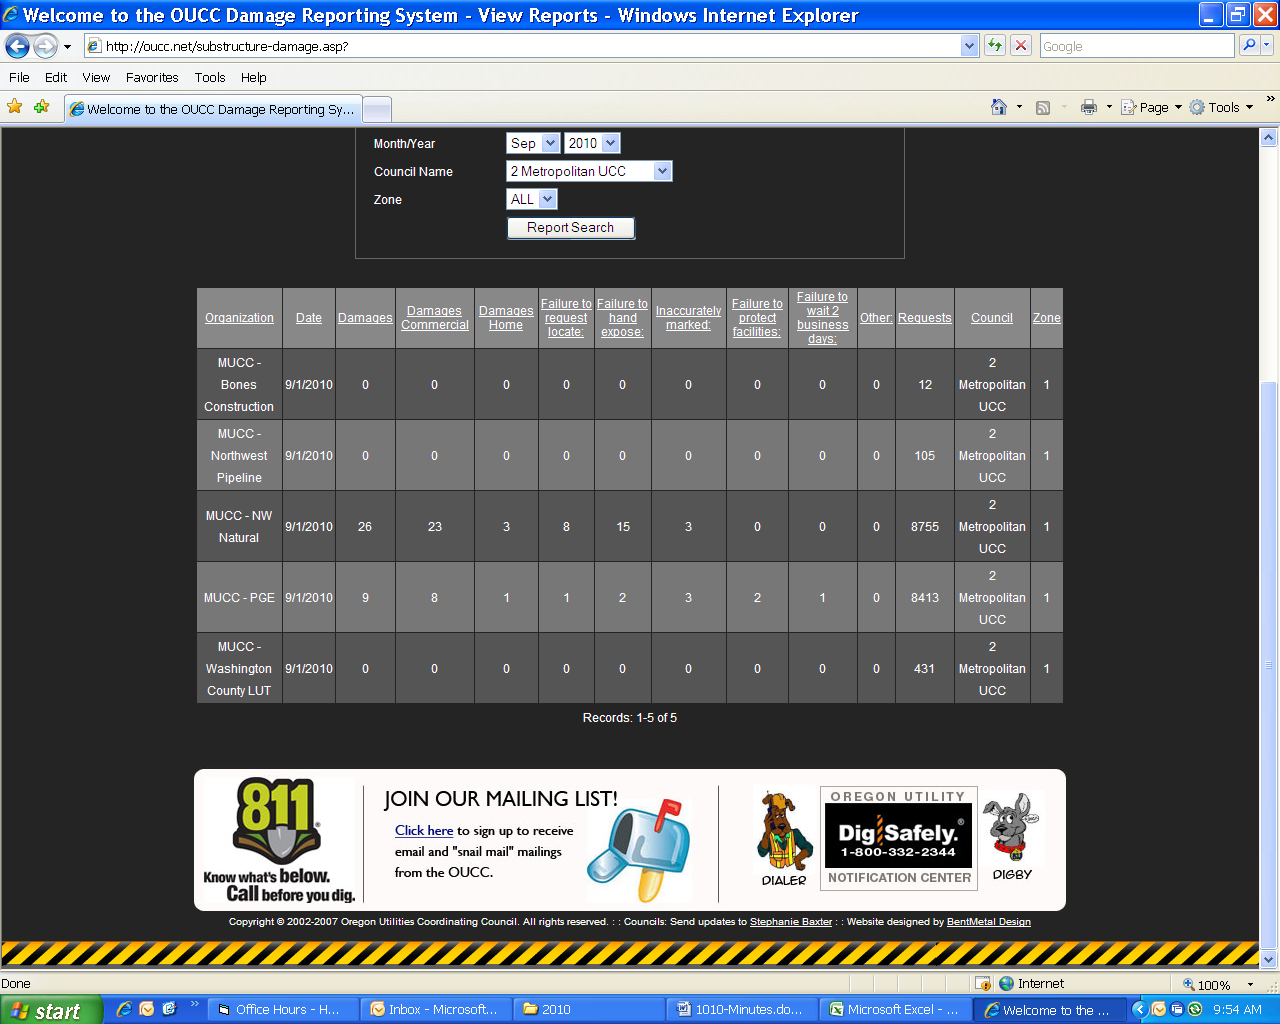 Welcome to the OUCC Damage Reporting System - View Reports - Windows Internet Explorer
http://oucc.net/substructure-damage.asp?
Google
File Edit View Favorites Tools Help
Welcome to the OUCC Damage Reporting Sy...
Page Tools
Month/Year Sep 2010
Council Name 2 Metropolitan UCC
Zone ALL
Report Search
Organization Date Damages Damages Commercial Damages Home Failure to request locate: Failure to hand expose: Inaccurately marked: Failure to protect facilities: Failure to wait 2 business days: Other: Requests Council Zone
MUCC - Bones Construction 9/1/2010 0 0 0 0 0 0 0 0 0 12 2 Metropolitan UCC 1
MUCC - Northwest Pipeline 9/1/2010 0 0 0 0 0 0 0 0 0 105 2 Metropolitan UCC 1
MUCC - NW Natural 9/1/2010 26 23 3 8 15 3 0 0 0 8755 2 Metropolitan UCC 1
MUCC - PGE 9/1/2010 9 8 1 1 2 3 2 1 0 8413 2 Metropolitan UCC 1
MUCC - Washington County LUT 9/1/2010 0 0 0 0 0 0 0 0 0 431 2 Metropolitan UCC 1
Records: 1-5 of 5
811
Know what's below.
Call before you dig.
JOIN OUR MAILING LIST!
Click here to sign up to receive
email and "snail mail" mailings
from the OUCC.
DIALER
OREGON UTILITY
Dig Safely.
1-800-332-2344
NOTIFICATION CENTER
DIGBY
Copyright © 2002-2007 Oregon Utilities Coordinating Council. All rights reserved. : : Councils: Send updates to Stephanie Baxter : : Website designed by BentMetal Design
Done Internet 100%
start Office Hours - H... Inbox - Microsoft... 2010 1010-Minutes.do... Microsoft Excel - ... Welcome to the ... 9:54 AM